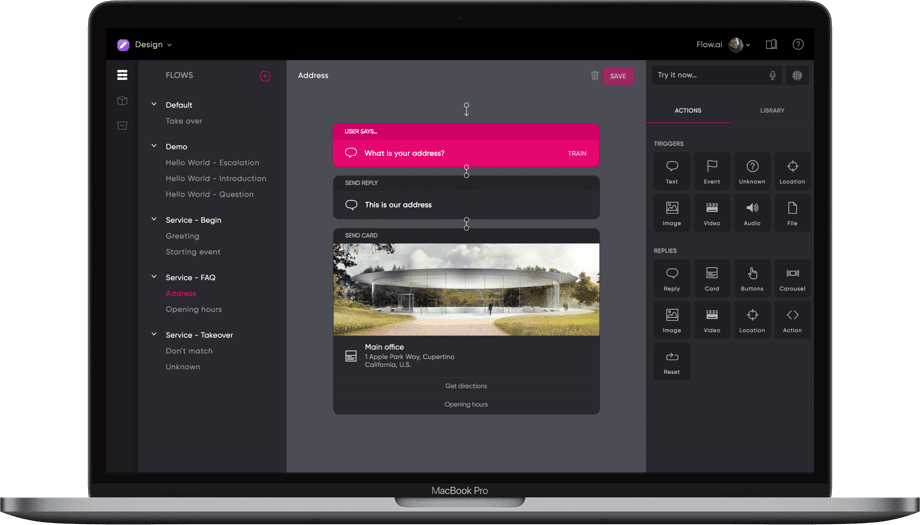 Design
Flow.ai
FLOWS
Default
Take over
Demo
Hello World - Escalation
Hello World - Introduction
Hello World - Question
Service - Begin
Greeting
Starting event
Service - FAQ
Address
Opening hours
Service - Takeover
Don't match
Unknown
Address
SAVE
USER SAYS...
What is your address?
TRAIN
SEND REPLY
This is our address
SEND CARD
Main office
1 Apple Park Way, Cupertino
California, U.S.
Get directions
Opening hours
Try it now...
ACTIONS
LIBRARY
TRIGGERS
Text
Event
Unknown
Location
Image
Video
Audio
File
REPLIES
Reply
Card
Buttons
Carousel
Image
Video
Location
Action
Reset
MacBook Pro